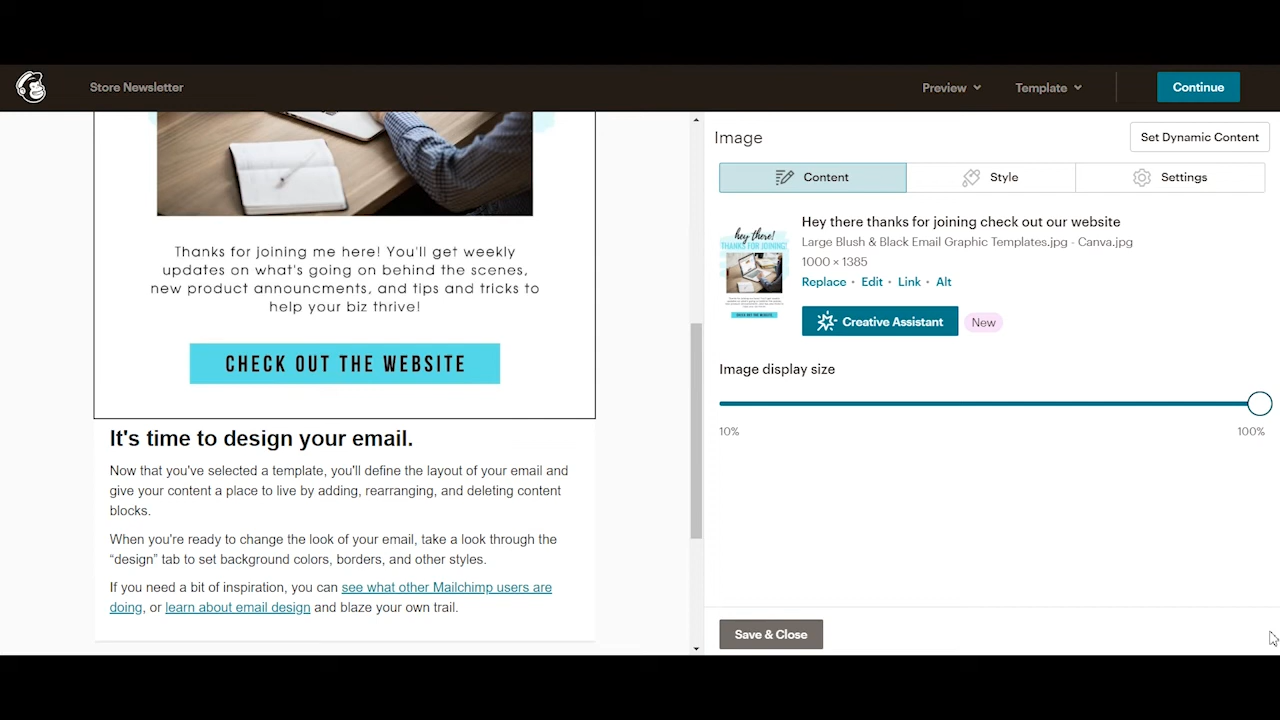 Store Newsletter
Preview
Template
Continue
Thanks for joining me here! You'll get weekly
updates on what's going on behind the scenes,
new product announcments, and tips and tricks to
help your biz thrive!
CHECK OUT THE WEBSITE
It's time to design your email.
Now that you've selected a template, you'll define the layout of your email and
give your content a place to live by adding, rearranging, and deleting content
blocks.
When you're ready to change the look of your email, take a look through the
“design” tab to set background colors, borders, and other styles.
If you need a bit of inspiration, you can see what other Mailchimp users are
doing, or learn about email design and blaze your own trail.
Image
Set Dynamic Content
Content
Style
Settings
hey there!
THANKS FOR JOINING!
Hey there thanks for joining check out our website
Large Blush & Black Email Graphic Templates.jpg - Canva.jpg
1000 × 1385
Replace · Edit · Link · Alt
Creative Assistant
New
Image display size
10%
100%
Save & Close